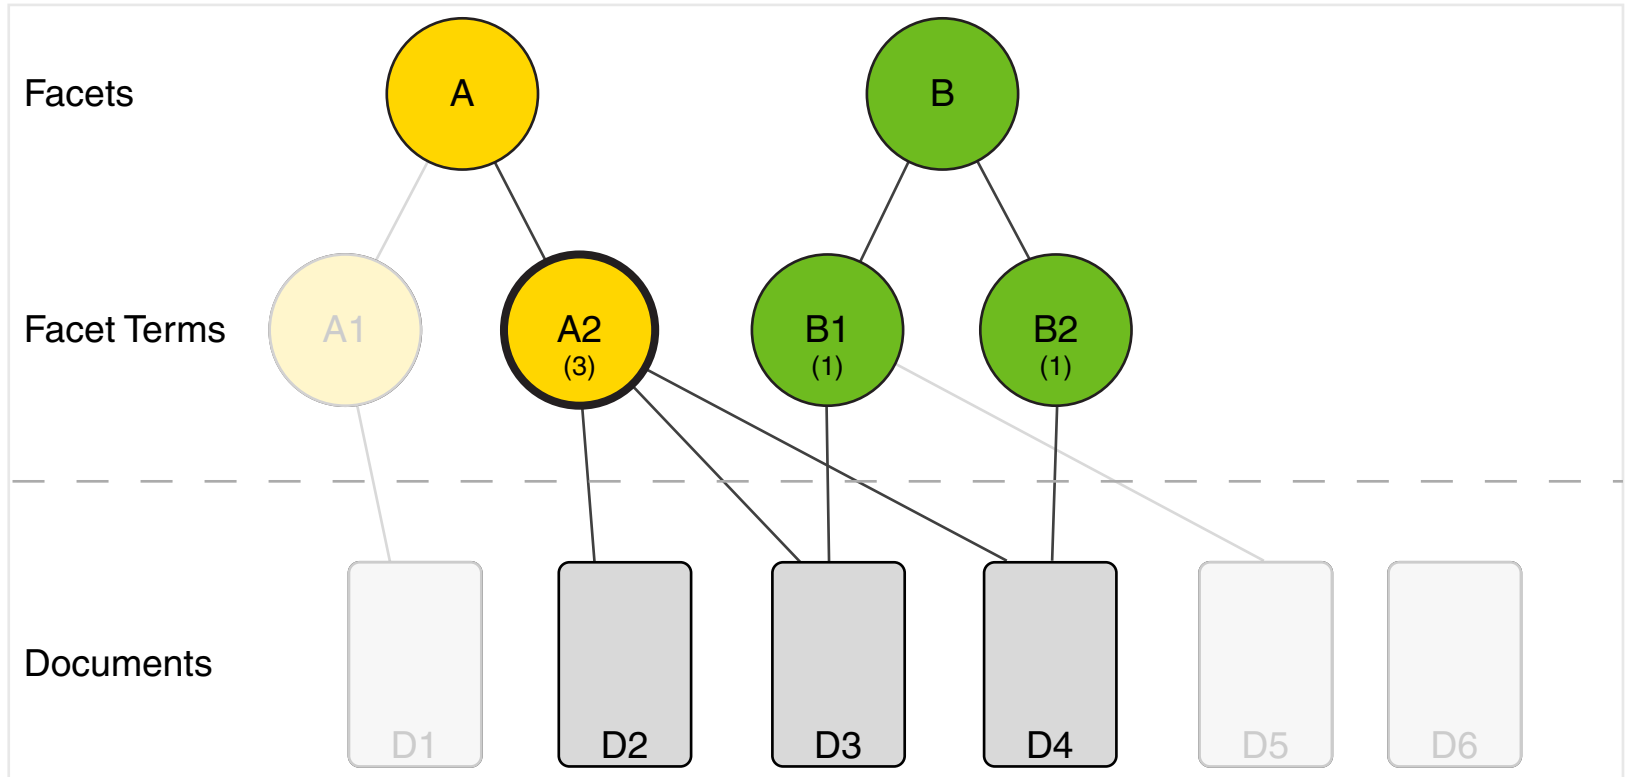 Facets
A
B
Facet Terms
A1
A2
(3)
B1
(1)
B2
(1)
Documents
D1
D2
D3
D4
D5
D6